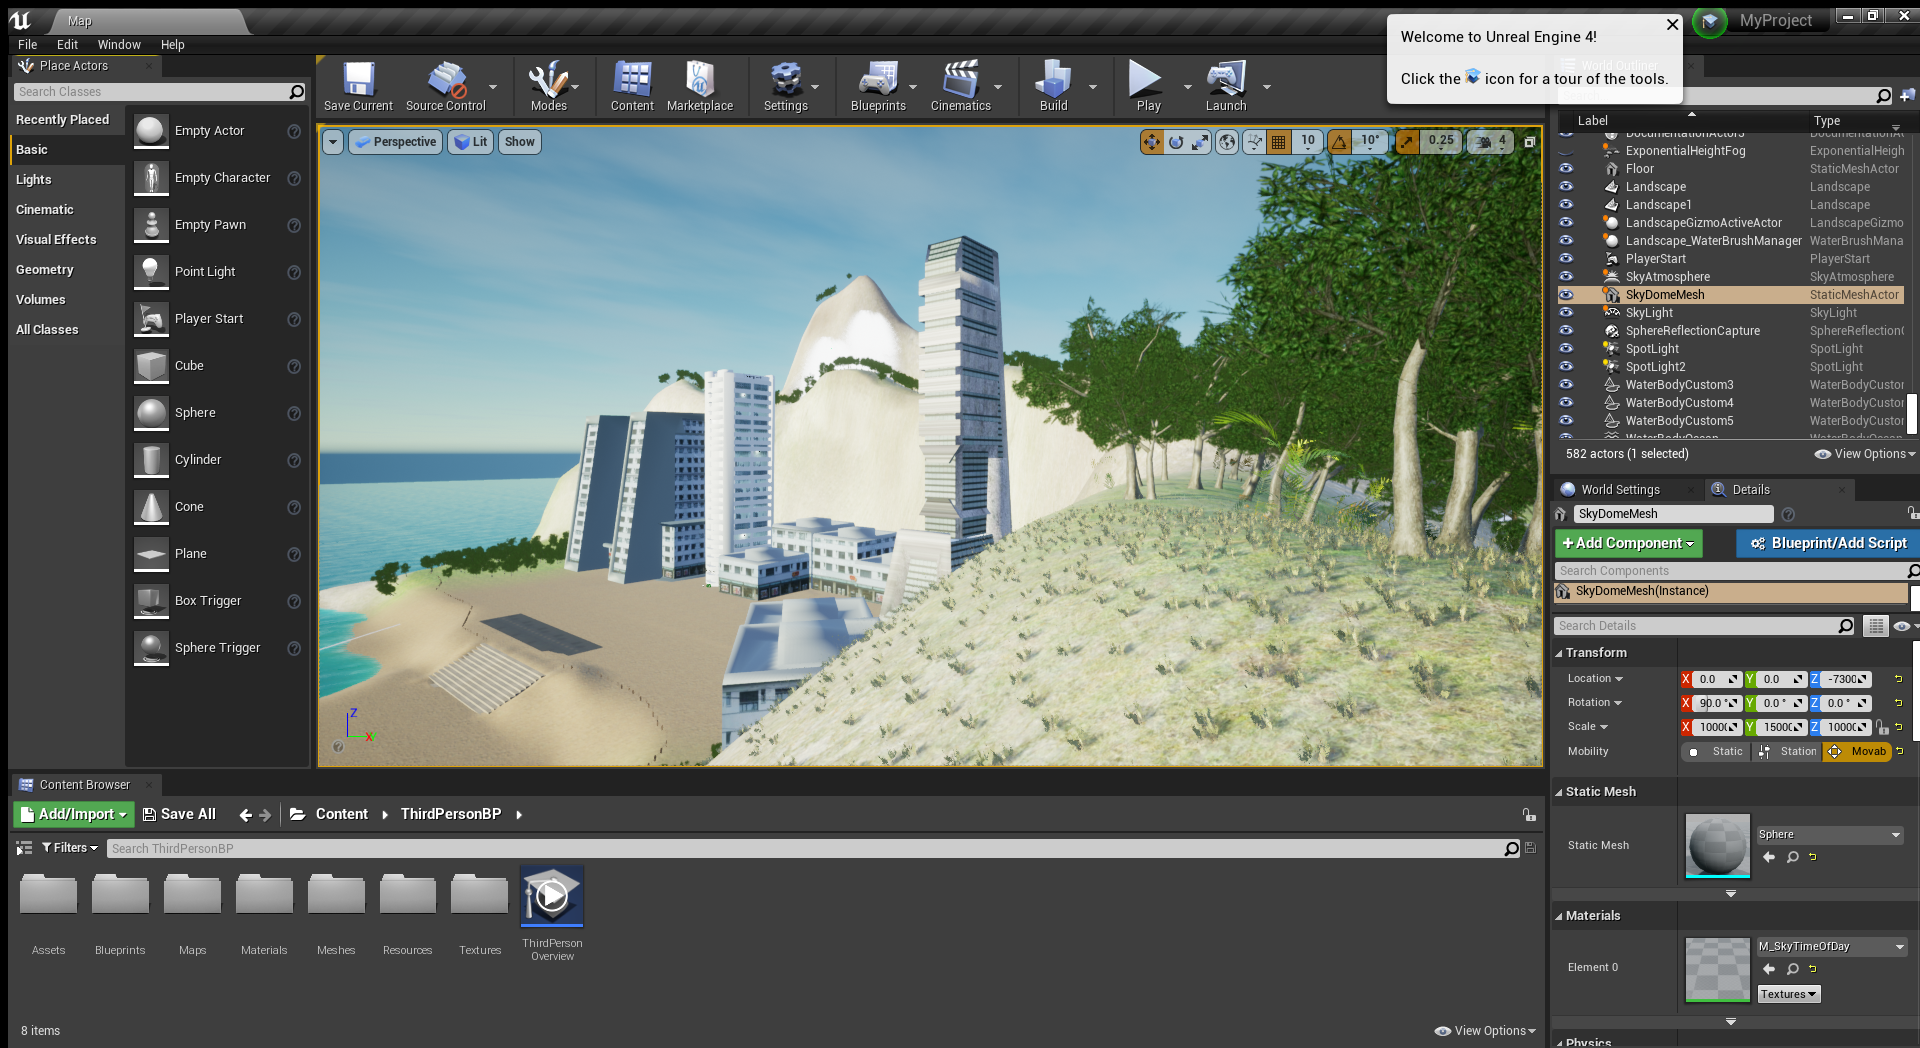 Map
MyProject
File Edit Window Help
Welcome to Unreal Engine 4!
Click the icon for a tour of the tools.
Place Actors
Search Classes
Recently Placed
Basic
Lights
Cinematic
Visual Effects
Geometry
Volumes
All Classes
Empty Actor
Empty Character
Empty Pawn
Point Light
Player Start
Cube
Sphere
Cylinder
Cone
Plane
Box Trigger
Sphere Trigger
Save Current Source Control Modes Content Marketplace Settings Blueprints Cinematics Build Play Launch
Perspective Lit Show 10 10° 0.25 4
Z
X
World Outliner
Label Type
ExponentialHeightFog ExponentialHeigh
Floor StaticMeshActor
Landscape Landscape
Landscape1 Landscape
LandscapeGizmoActiveActor LandscapeGizmo
Landscape_WaterBrushManager WaterBrushMana
PlayerStart PlayerStart
SkyAtmosphere SkyAtmosphere
SkyDomeMesh StaticMeshActor
SkyLight SkyLight
SphereReflectionCapture SphereReflection
SpotLight SpotLight
SpotLight2 SpotLight
WaterBodyCustom3 WaterBodyCustor
WaterBodyCustom4 WaterBodyCustor
WaterBodyCustom5 WaterBodyCustor
582 actors (1 selected) View Options
World Settings Details
SkyDomeMesh
+Add Component Blueprint/Add Script
Search Components
SkyDomeMesh(Instance)
Search Details
Transform
Location X 0.0 Y 0.0 Z -7300
Rotation X 90.0 ° Y 0.0 ° Z 0.0 °
Scale X 1000 Y 1500 Z 1000
Mobility Static Station Movab
Static Mesh
Static Mesh Sphere
Materials
Element 0 M_SkyTimeOfDay
Textures
Physics
Content Browser
Add/Import Save All Content ThirdPersonBP
Filters Search ThirdPersonBP
Assets Blueprints Maps Materials Meshes Resources Textures ThirdPerson
Overview
8 items View Options